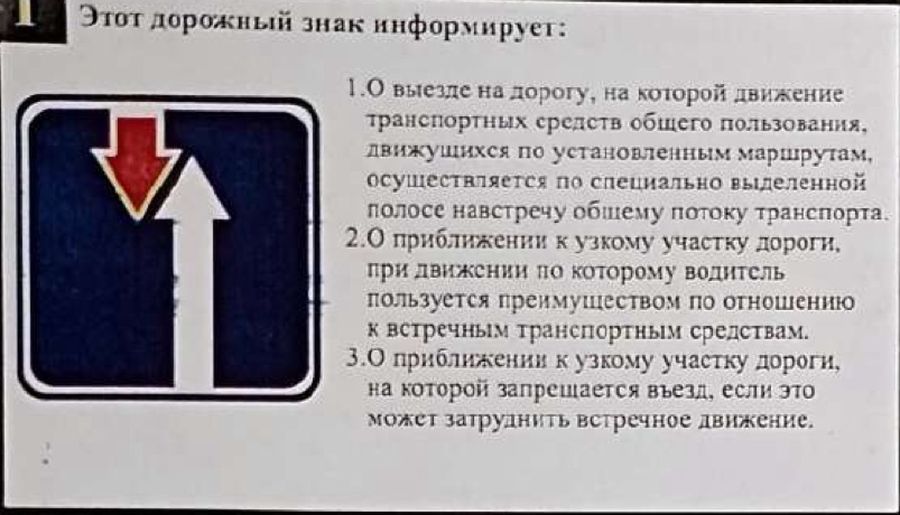 1 Этот дорожный знак информирует:
1.О выезде на дорогу, на которой движение
транспортных средств общего пользования,
движущихся по установленным маршрутам,
осуществляется по специально выделенной
полосе навстречу общему потоку транспорта.
2.О приближении к узкому участку дороги,
при движении по которому водитель
пользуется преимуществом по отношению
к встречным транспортным средствам.
3.О приближении к узкому участку дороги,
на которой запрещается въезд, если это
может затруднить встречное движение.